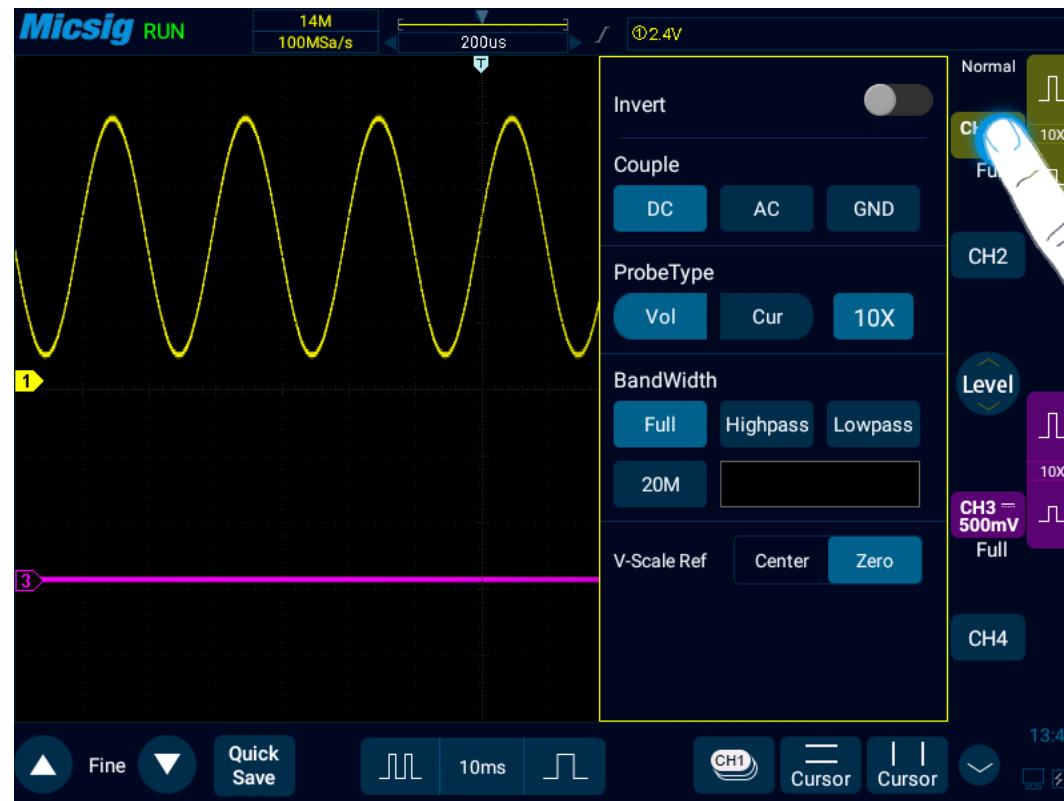 Micsig RUN 14M 100MSa/s 200us ①2.4V
T
Normal
Invert
10X
Couple
DC AC GND
CH2
ProbeType
Vol Cur 10X
1
BandWidth
Level
Full Highpass Lowpass
20M
10X
CH3
500mV
Full
V-Scale Ref Center Zero
3
CH4
Fine
Quick
Save
10ms
CH1
Cursor
Cursor